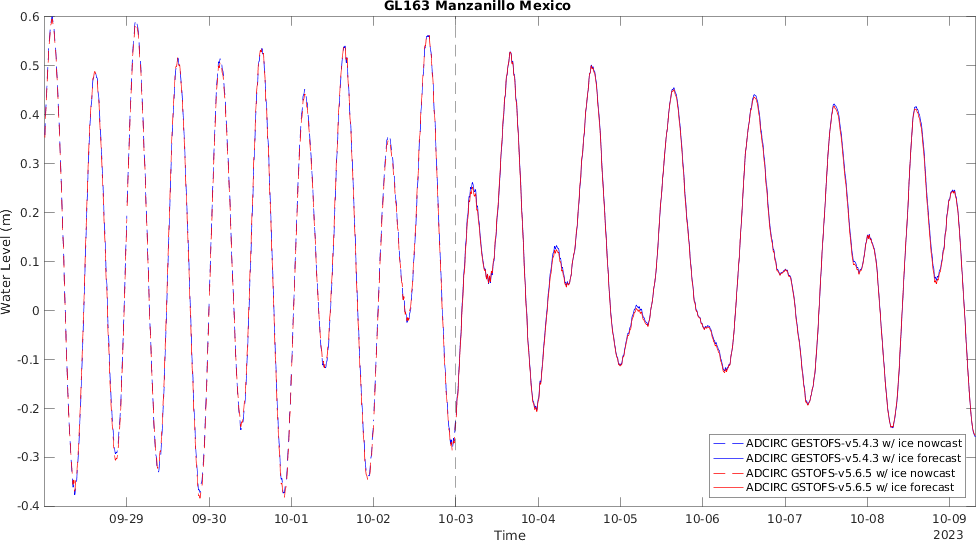 GL163 Manzanillo Mexico
0.6
0.5
0.4
0.3
0.2
0.1
0
-0.1
-0.2
-0.3
-0.4
Water Level (m)
ADCIRC GESTOFS-v5.4.3 w/ ice nowcast
ADCIRC GESTOFS-v5.4.3 w/ ice forecast
ADCIRC GSTOFS-v5.6.5 w/ ice nowcast
ADCIRC GSTOFS-v5.6.5 w/ ice forecast
09-29 09-30 10-01 10-02 10-03 10-04 10-05 10-06 10-07 10-08 10-09
2023
Time